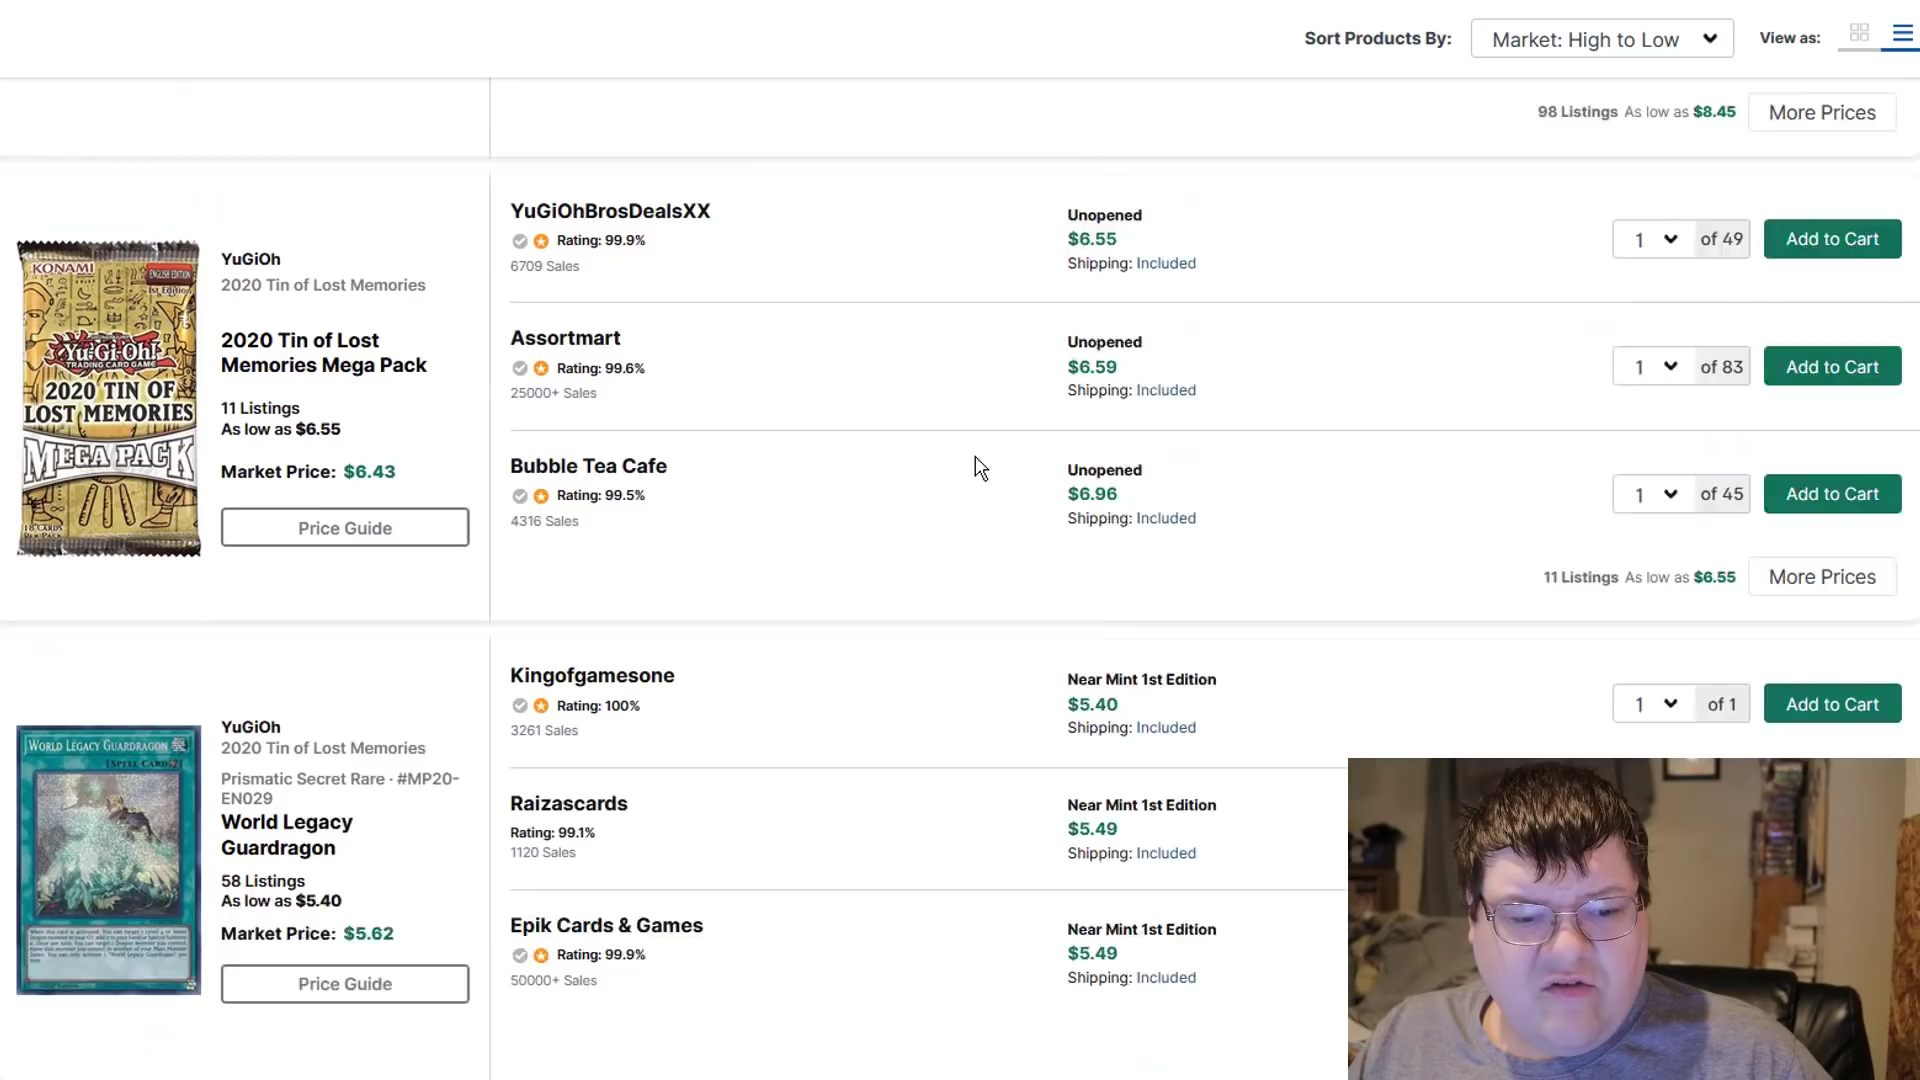 Sort Products By:
Market: High to Low
View as:
98 Listings As low as $8.45
More Prices
KONAMI
ENGLISH EDITION
1st Edition
Yu-Gi-Oh!
TRADING CARD GAME
2020 TIN OF
LOST MEMORIES
MEGA PACK
18 CARDS
PER PACK
YuGiOh
2020 Tin of Lost Memories
2020 Tin of Lost
Memories Mega Pack
11 Listings
As low as $6.55
Market Price: $6.43
Price Guide
YuGiOhBrosDealsXX
Rating: 99.9%
6709 Sales
Unopened
$6.55
Shipping: Included
1
of 49
Add to Cart
Assortmart
Rating: 99.6%
25000+ Sales
Unopened
$6.59
Shipping: Included
1
of 83
Add to Cart
Bubble Tea Cafe
Rating: 99.5%
4316 Sales
Unopened
$6.96
Shipping: Included
1
of 45
Add to Cart
11 Listings As low as $6.55
More Prices
WORLD LEGACY GUARDRAGON
[SPELL CARD]
YuGiOh
2020 Tin of Lost Memories
Prismatic Secret Rare · #MP20-
EN029
World Legacy
Guardragon
58 Listings
As low as $5.40
Market Price: $5.62
Price Guide
Kingofgamesone
Rating: 100%
3261 Sales
Near Mint 1st Edition
$5.40
Shipping: Included
1
of 1
Add to Cart
Raizascards
Rating: 99.1%
1120 Sales
Near Mint 1st Edition
$5.49
Shipping: Included
Epik Cards & Games
Rating: 99.9%
50000+ Sales
Near Mint 1st Edition
$5.49
Shipping: Included